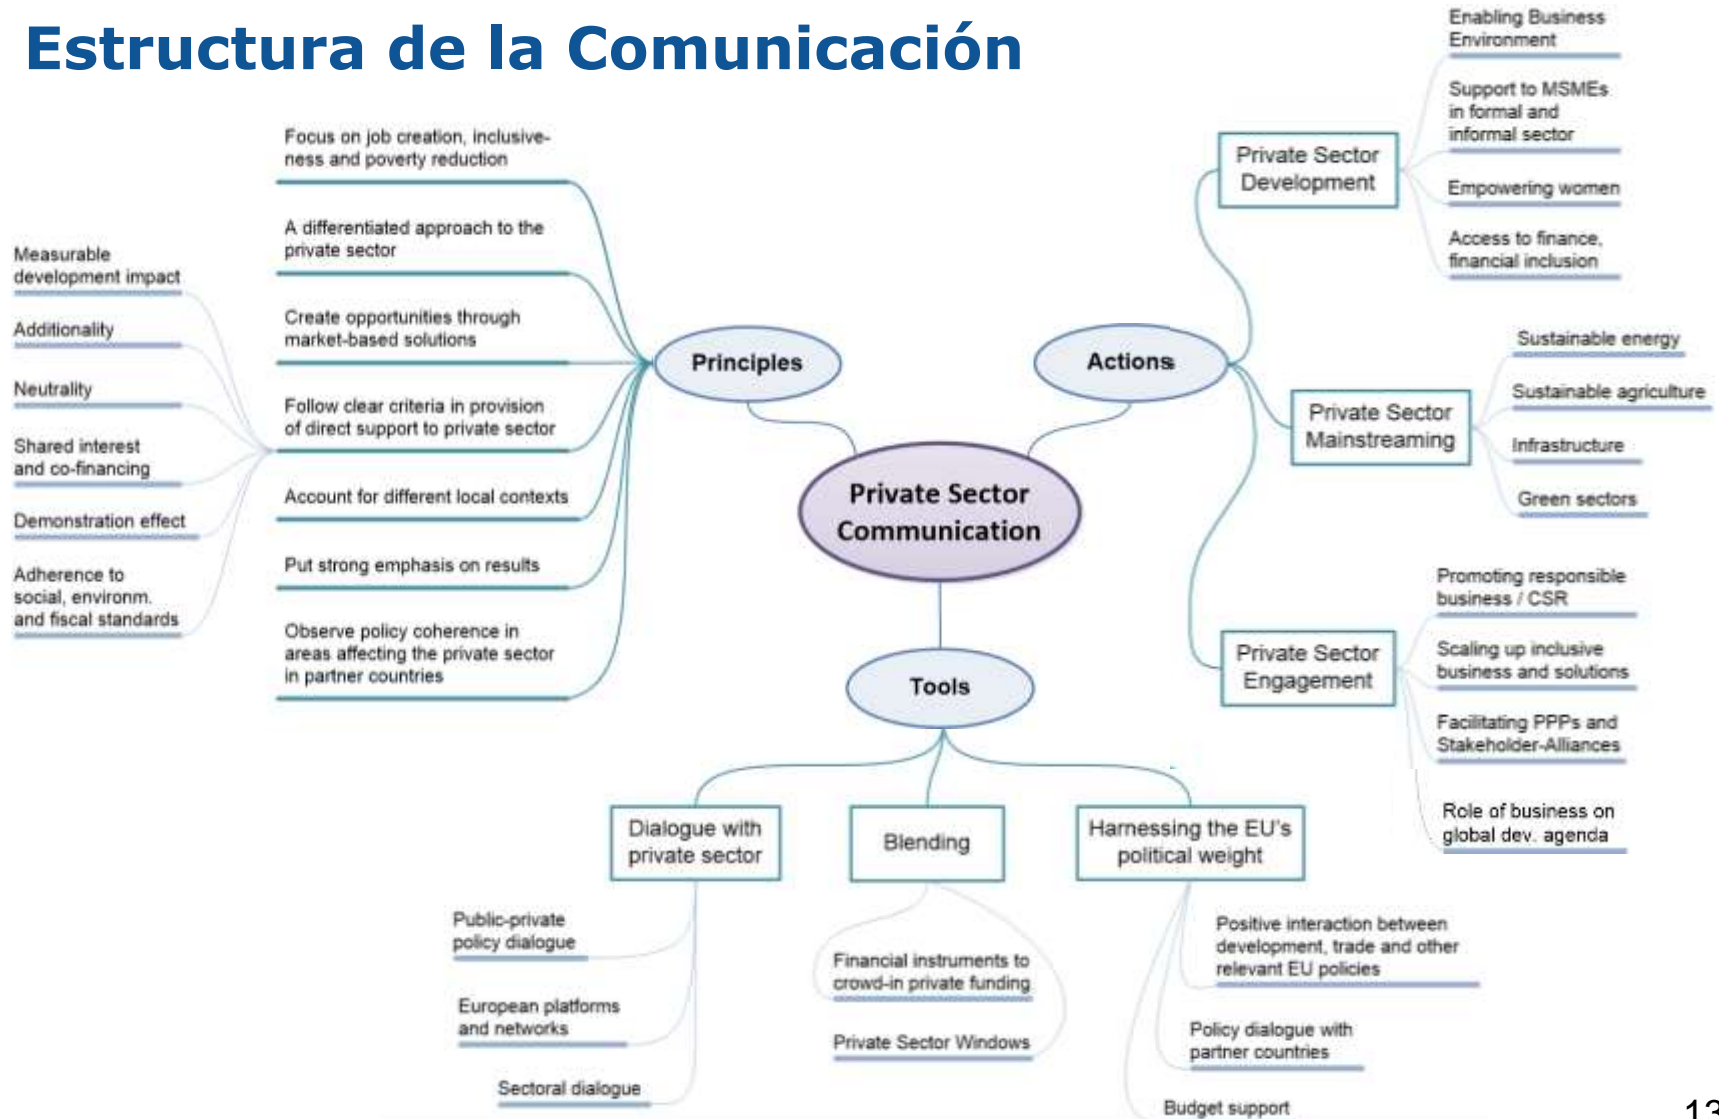 Estructura de la Comunicación
Focus on job creation, inclusive-
ness and poverty reduction
A differentiated approach to the
private sector
Create opportunities through
market-based solutions
Follow clear criteria in provision
of direct support to private sector
Account for different local contexts
Put strong emphasis on results
Observe policy coherence in
areas affecting the private sector
in partner countries
Measurable
development impact
Additionality
Neutrality
Shared interest
and co-financing
Demonstration effect
Adherence to
social, environm.
and fiscal standards
Principles
Actions
Private Sector
Communication
Tools
Private Sector
Development
Enabling Business
Environment
Support to MSMEs
in formal and
informal sector
Empowering women
Access to finance,
financial inclusion
Private Sector
Mainstreaming
Sustainable energy
Sustainable agriculture
Infrastructure
Green sectors
Private Sector
Engagement
Promoting responsible
business / CSR
Scaling up inclusive
business and solutions
Facilitating PPPs and
Stakeholder-Alliances
Role of business on
global dev. agenda
Dialogue with
private sector
Public-private
policy dialogue
European platforms
and networks
Sectoral dialogue
Blending
Financial instruments to
crowd-in private funding
Private Sector Windows
Harnessing the EU's
political weight
Positive interaction between
development, trade and other
relevant EU policies
Policy dialogue with
partner countries
Budget support